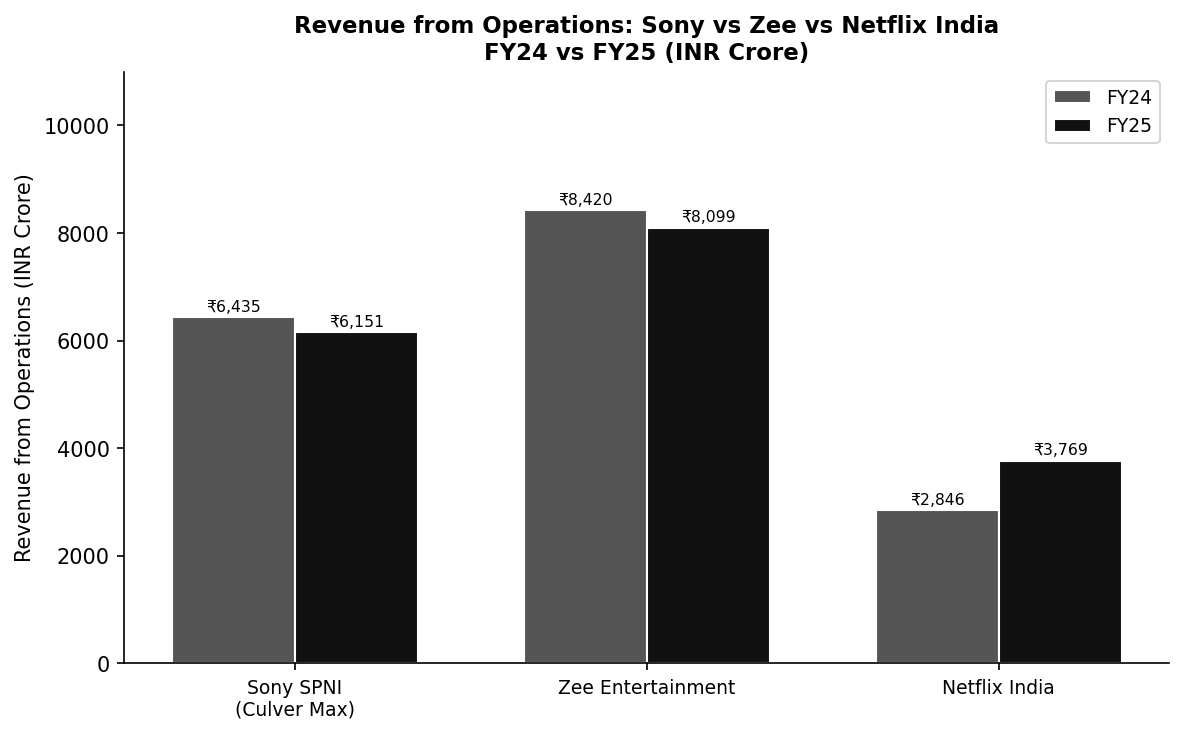 Revenue from Operations: Sony vs Zee vs Netflix India
FY24 vs FY25 (INR Crore)
FY24
FY25
Revenue from Operations (INR Crore)
10000
8000
6000
4000
2000
0
₹6,435
₹6,151
₹8,420
₹8,099
₹2,846
₹3,769
Sony SPNI
(Culver Max)
Zee Entertainment
Netflix India